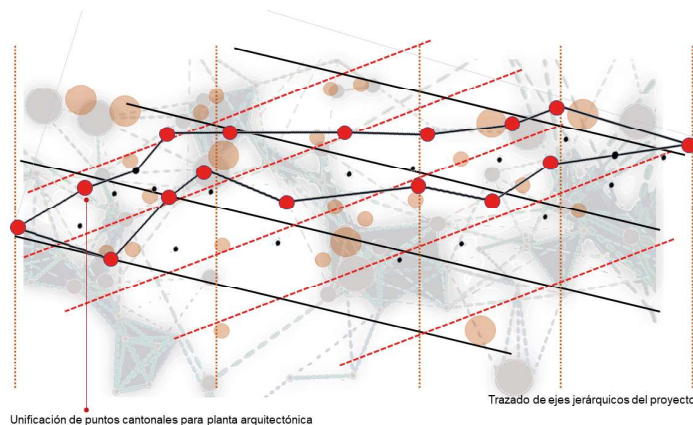 Trazado de ejes jerárquicos del proyecto
Unificación de puntos cantonales para planta arquitectónica